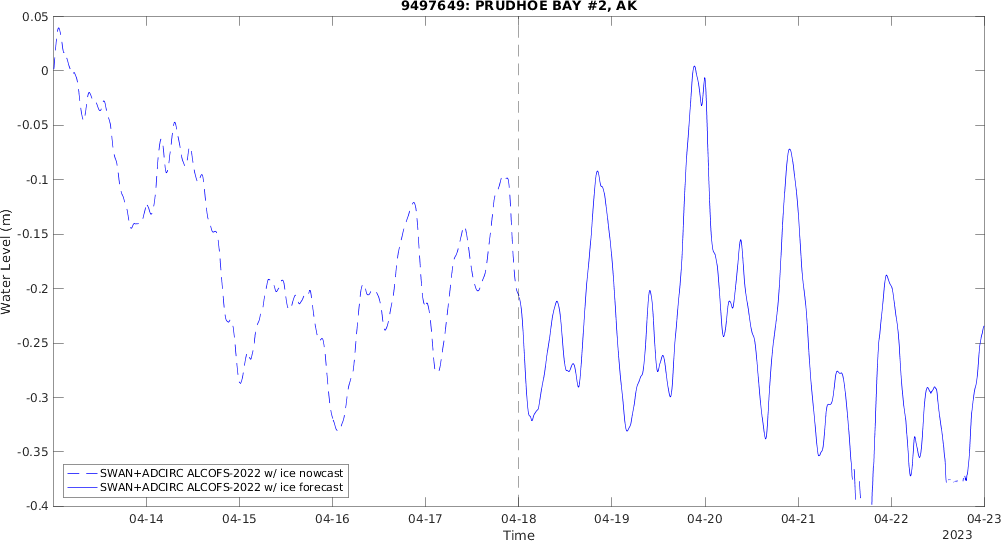 9497649: PRUDHOE BAY #2, AK
Water Level (m)
0.05
0
-0.05
-0.1
-0.15
-0.2
-0.25
-0.3
-0.35
-0.4
SWAN+ADCIRC ALCOFS-2022 w/ ice nowcast
SWAN+ADCIRC ALCOFS-2022 w/ ice forecast
04-14 04-15 04-16 04-17 04-18 04-19 04-20 04-21 04-22 04-23
Time
2023